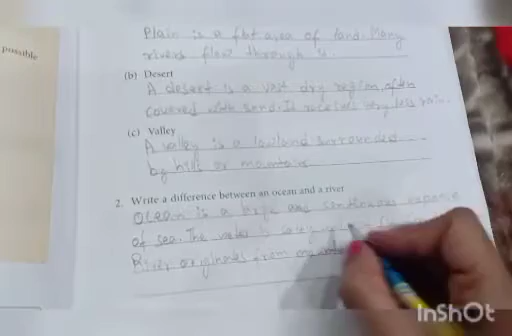 possible
Plain is a flat area of land. Many
rivers flow through it.
(b) Desert
A desert is a vast dry region, often
covered with sand. It receives very less rain.
(c) Valley
A valley is a lowland surrounded
by hills or mountains
2. Write a difference between an ocean and a river
Ocean is a huge and continuous expanse
of sea. The water is salty
River originates from
InShOt